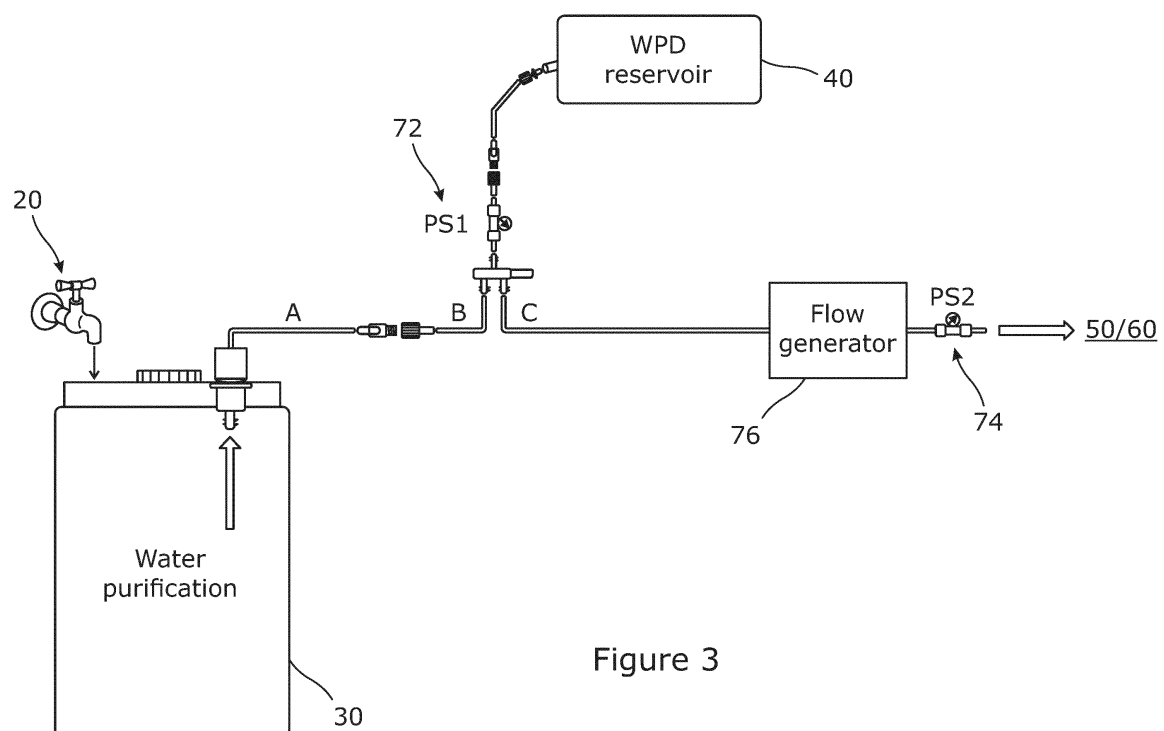 WPD
reservoir
40
72
20
PS1
A
B
C
Flow
generator
PS2
50/60
76
74
Water
purification
Figure 3
30